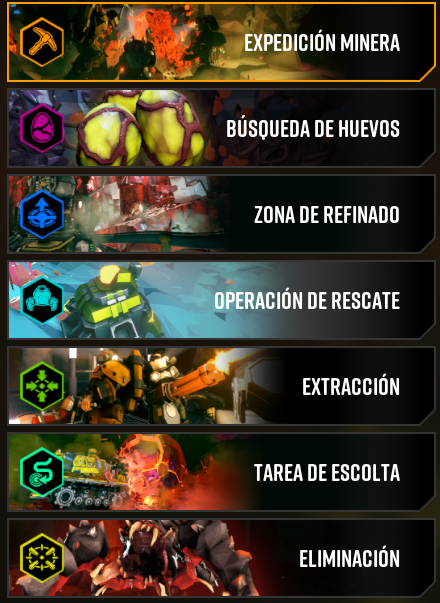 EXPEDICIÓN MINERA
BÚSQUEDA DE HUEVOS
ZONA DE REFINADO
OPERACIÓN DE RESCATE
EXTRACCIÓN
TAREA DE ESCOLTA
ELIMINACIÓN